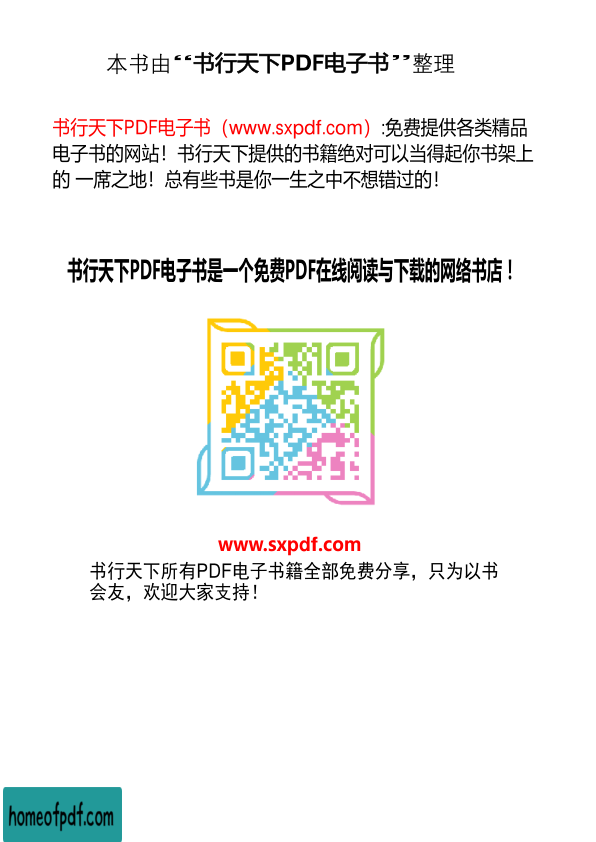 本书由“书行天下PDF电子书”整理
书行天下PDF电子书（www.sxpdf.com）:免费提供各类精品
电子书的网站！书行天下提供的书籍绝对可以当得起你书架上
的 一席之地！总有些书是你一生之中不想错过的！
书行天下PDF电子书是一个免费PDF在线阅读与下载的网络书店！
www.sxpdf.com
书行天下所有PDF电子书籍全部免费分享，只为以书
会友，欢迎大家支持！
homeofpdf.com